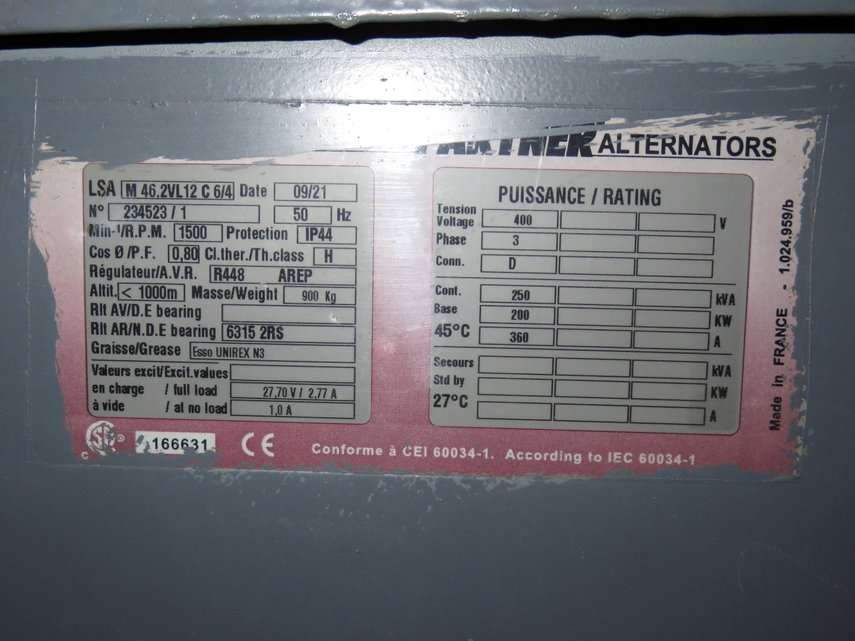 ALTERNATORS
LSA M 46.2VL12 C 6/4 Date 09/21
N° 234523 / 1 50 Hz
Min-¹/R.P.M. 1500 Protection IP44
Cos Ø /P.F. 0,80 Cl.ther./Th.class H
Régulateur/A.V.R. R448 AREP
Altit. < 1000m Masse/Weight 900 Kg
Rlt AV/D.E bearing
Rlt AR/N.D.E bearing 6315 2RS
Graisse/Grease Esso UNIREX N3
Valeurs excit/Excit.values
en charge / full load 27,70 V / 2,77 A
à vide / at no load 1,0 A
PUISSANCE / RATING
Tension
Voltage 400 V
Phase 3
Conn. D
Cont. 250 kVA
Base 200 KW
45°C 360 A
Secours kVA
Std by KW
27°C A
Made in FRANCE - 1.024.959/b
166631 CE Conforme à CEI 60034-1. According to IEC 60034-1